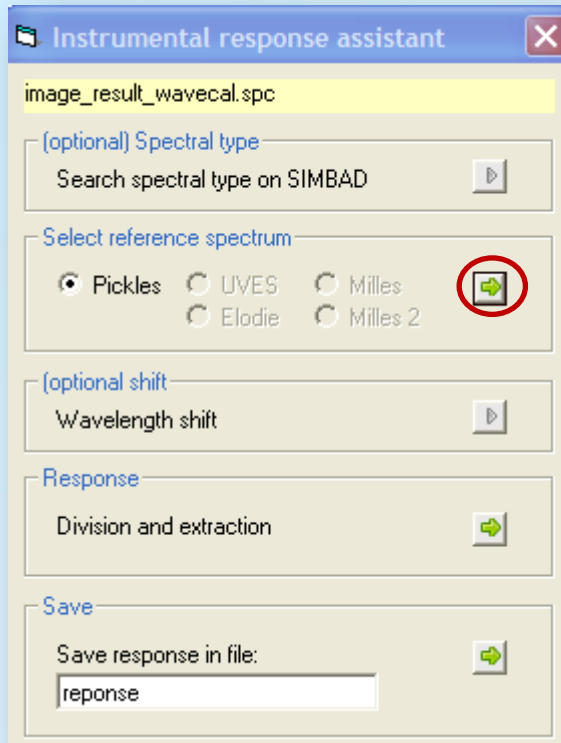 Instrumental response assistant
image_result_wavecal.spc
(optional) Spectral type
Search spectral type on SIMBAD
Select reference spectrum
Pickles UVES Milles
Elodie Milles 2
(optional shift
Wavelength shift
Response
Division and extraction
Save
Save response in file:
reponse